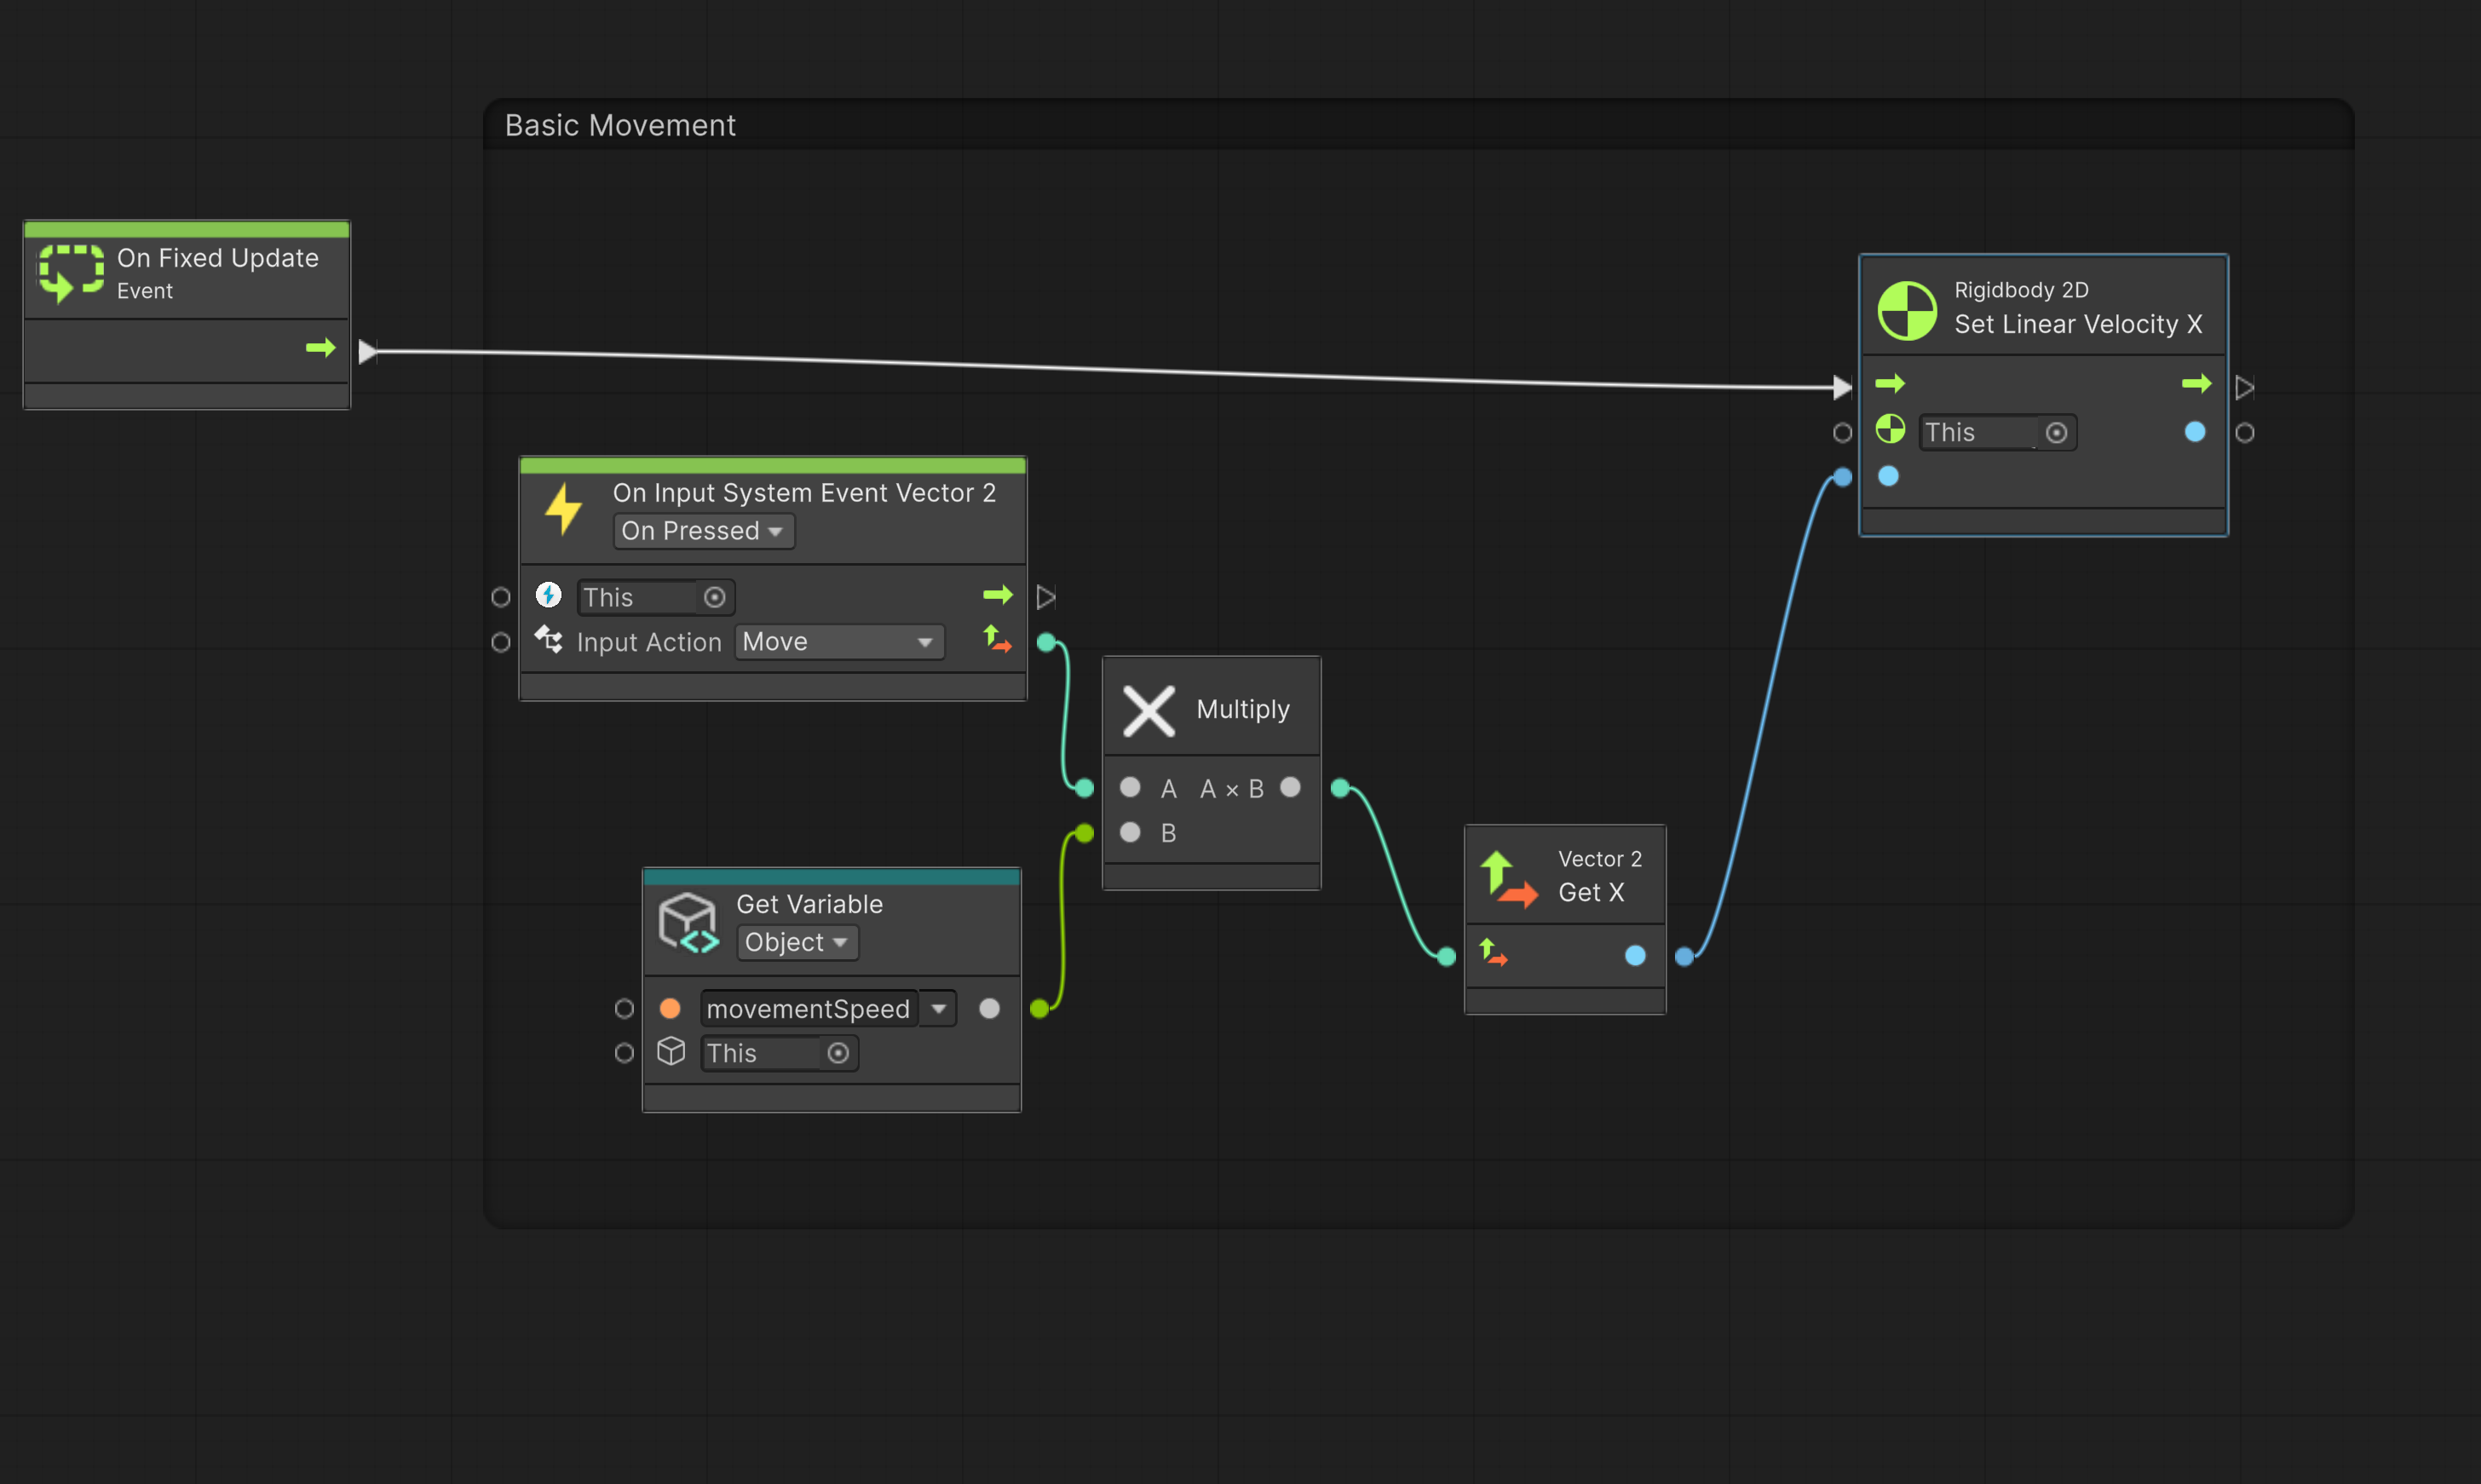 Basic Movement
On Fixed Update
Event
Rigidbody 2D
Set Linear Velocity X
This
On Input System Event Vector 2
On Pressed
This
Input Action Move
Multiply
A A × B
B
Vector 2
Get X
Get Variable
Object
movementSpeed
This